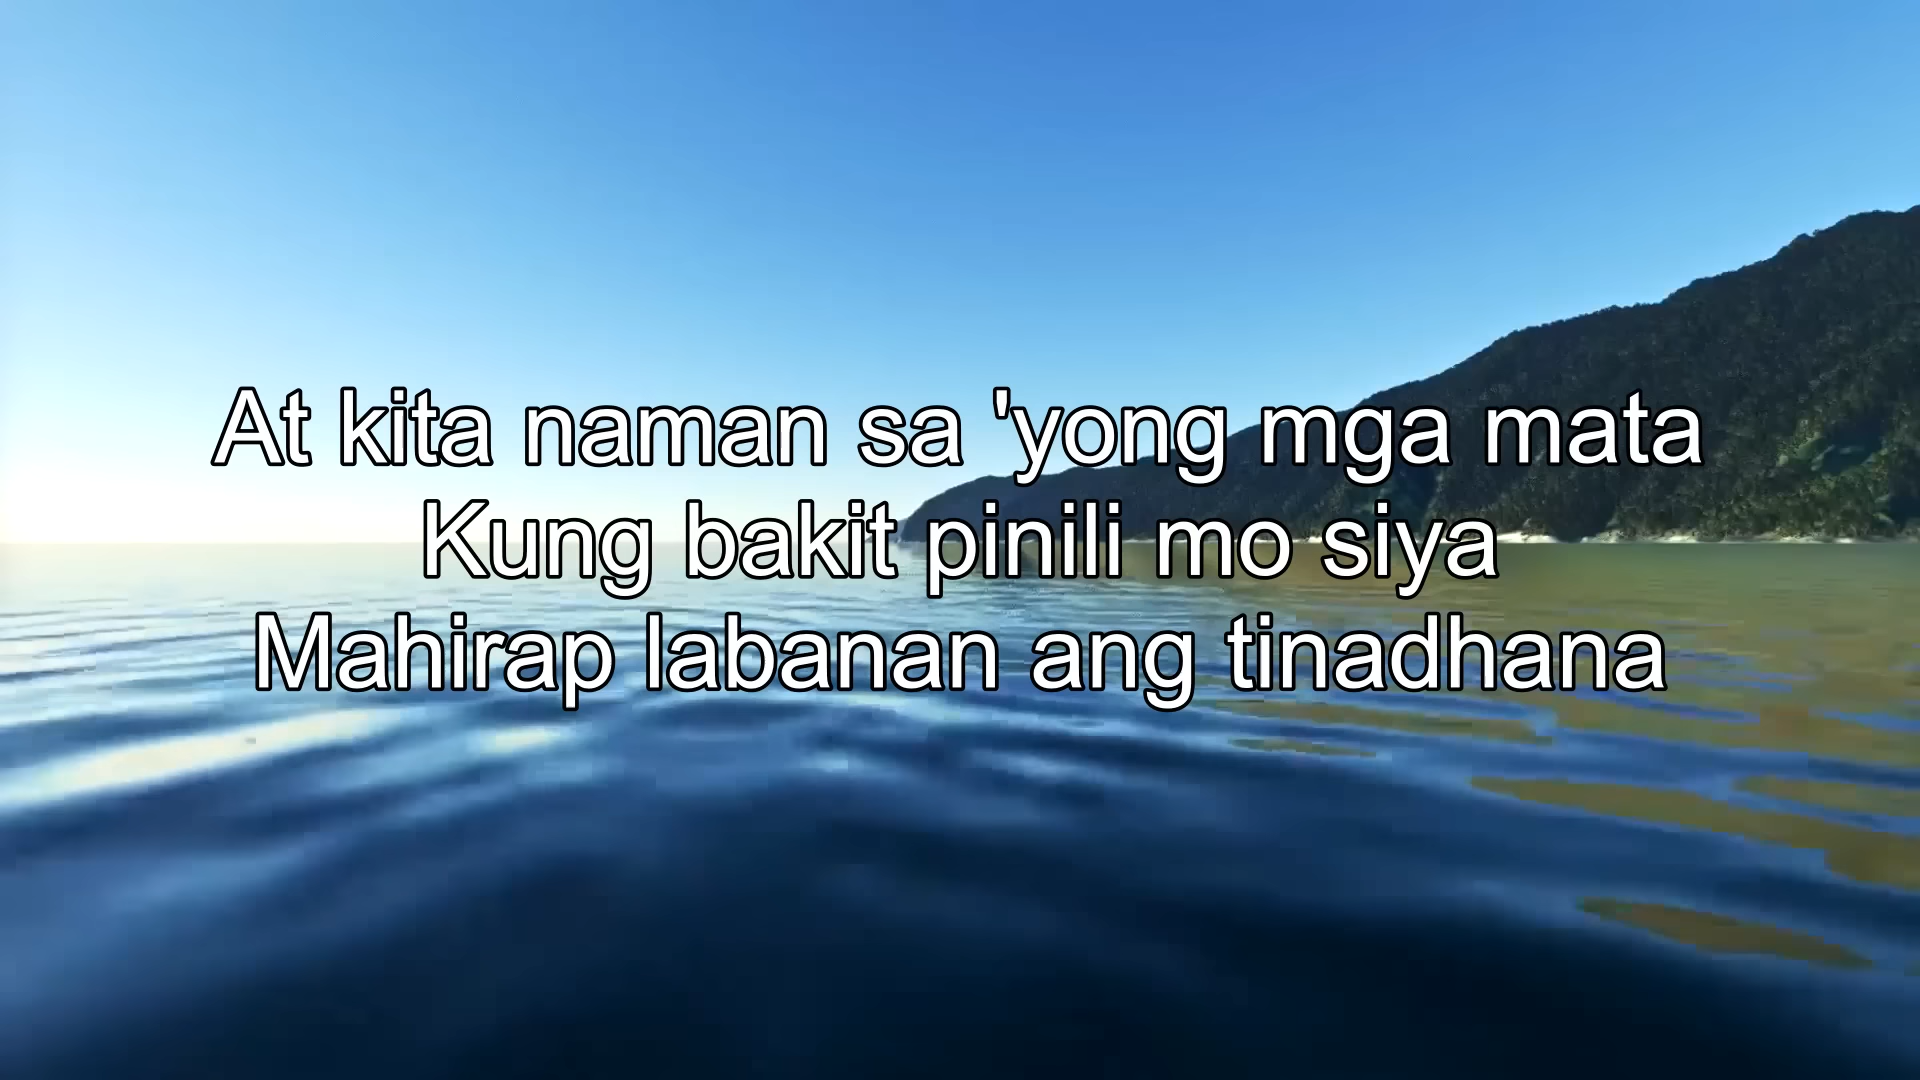 At kita naman sa 'yong mga mata
Kung bakit pinili mo siya
Mahirap labanan ang tinadhana